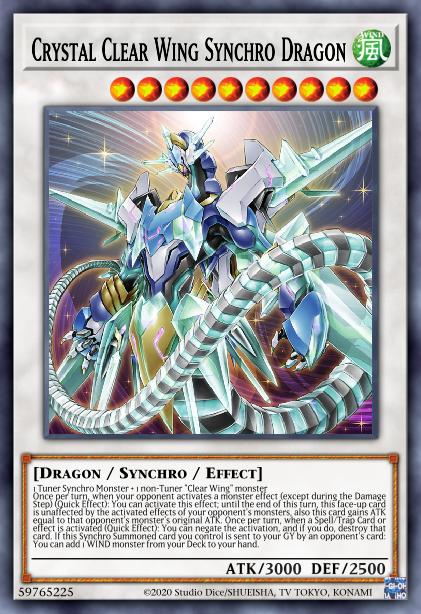 CRYSTAL CLEAR WING SYNCHRO DRAGON
WIND
風
[DRAGON / SYNCHRO / EFFECT]
1 Tuner Synchro Monster + 1 non-Tuner "Clear Wing" monster
Once per turn, when your opponent activates a monster effect (except during the Damage
Step) (Quick Effect): You can activate this effect; until the end of this turn, this face-up card
is unaffected by the activated effects of your opponent's monsters, also this card gains ATK
equal to that opponent's monster's original ATK. Once per turn, when a Spell/Trap Card or
effect is activated (Quick Effect): You can negate the activation, and if you do, destroy that
card. If this Synchro Summoned card you control is sent to your GY by an opponent's card:
You can add 1 WIND monster from your Deck to your hand.
ATK/3000 DEF/2500
59765225
©2020 Studio Dice/SHUEISHA, TV TOKYO, KONAMI